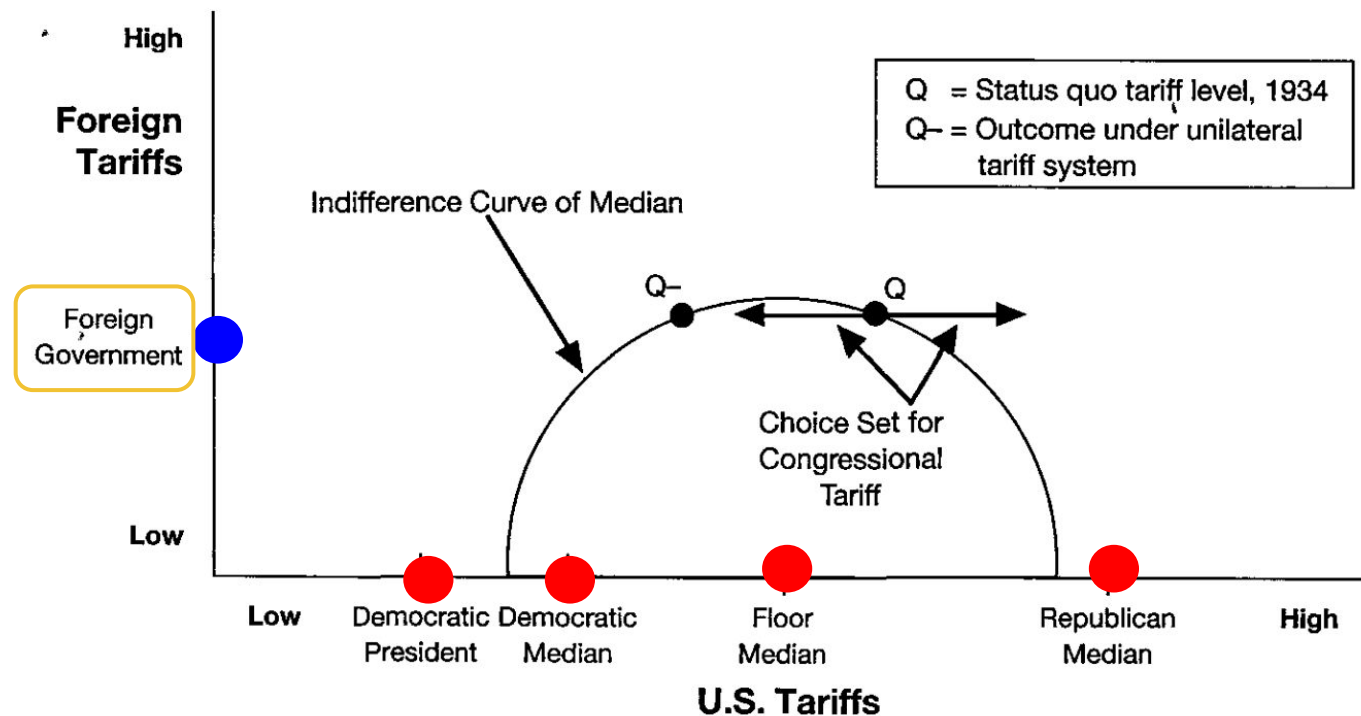 High
Foreign
Tariffs
Q = Status quo tariff level, 1934
Q– = Outcome under unilateral
tariff system
Indifference Curve of Median
Q–
Q
Foreign
Government
Choice Set for
Congressional
Tariff
Low
Low
Democratic
President
Democratic
Median
Floor
Median
Republican
Median
High
U.S. Tariffs